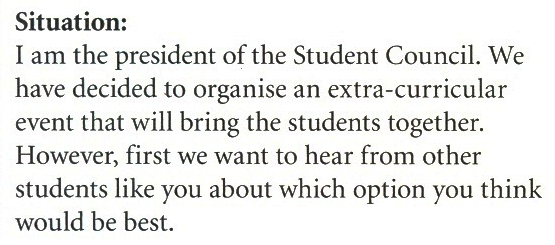 Situation:
I am the president of the Student Council. We
have decided to organise an extra-curricular
event that will bring the students together.
However, first we want to hear from other
students like you about which option you think
would be best.